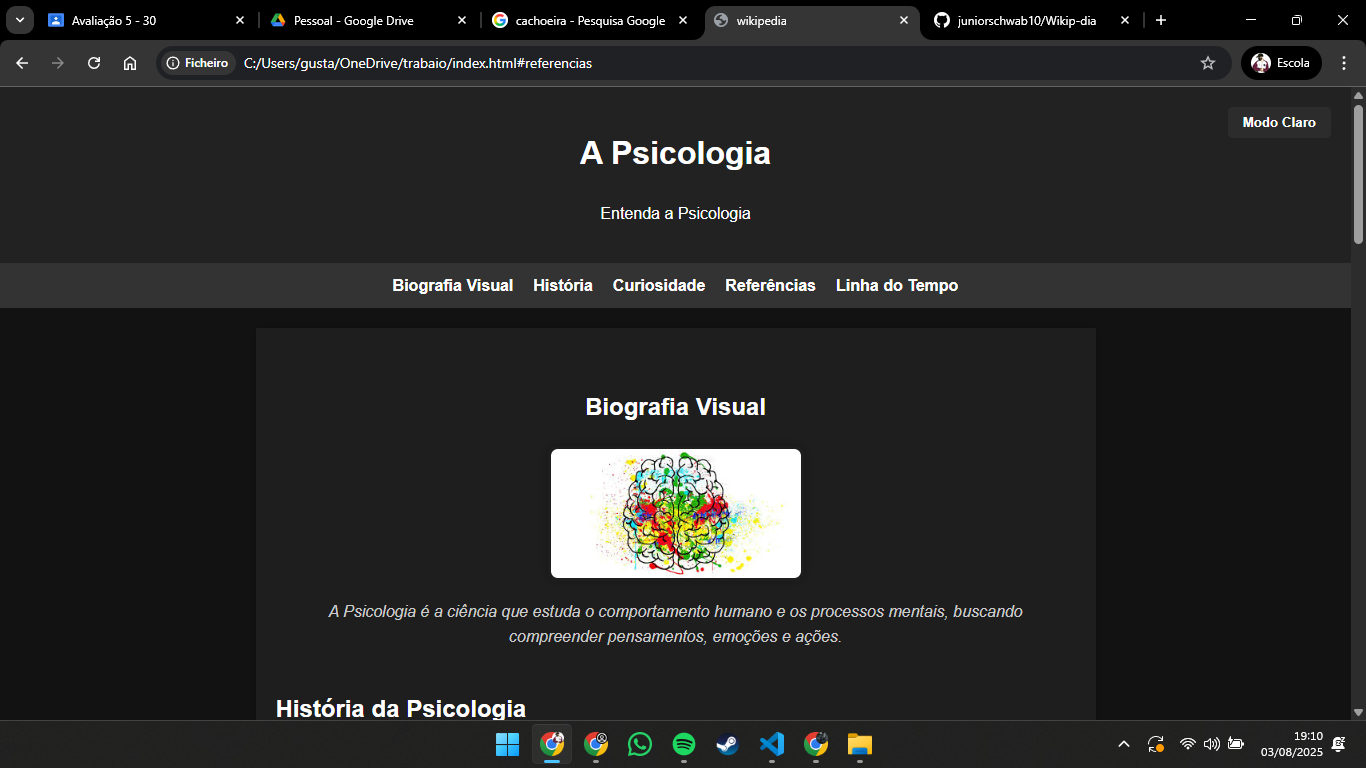 Avaliação 5 - 30
Pessoal - Google Drive
cachoeira - Pesquisa Google
wikipedia
juniorschwab10/Wikip-dia
Ficheiro
C:/Users/gusta/OneDrive/trabaio/index.html#referencias
Escola
Modo Claro
A Psicologia
Entenda a Psicologia
Biografia Visual
História
Curiosidade
Referências
Linha do Tempo
Biografia Visual
A Psicologia é a ciência que estuda o comportamento humano e os processos mentais, buscando
compreender pensamentos, emoções e ações.
História da Psicologia
19:10
03/08/2025